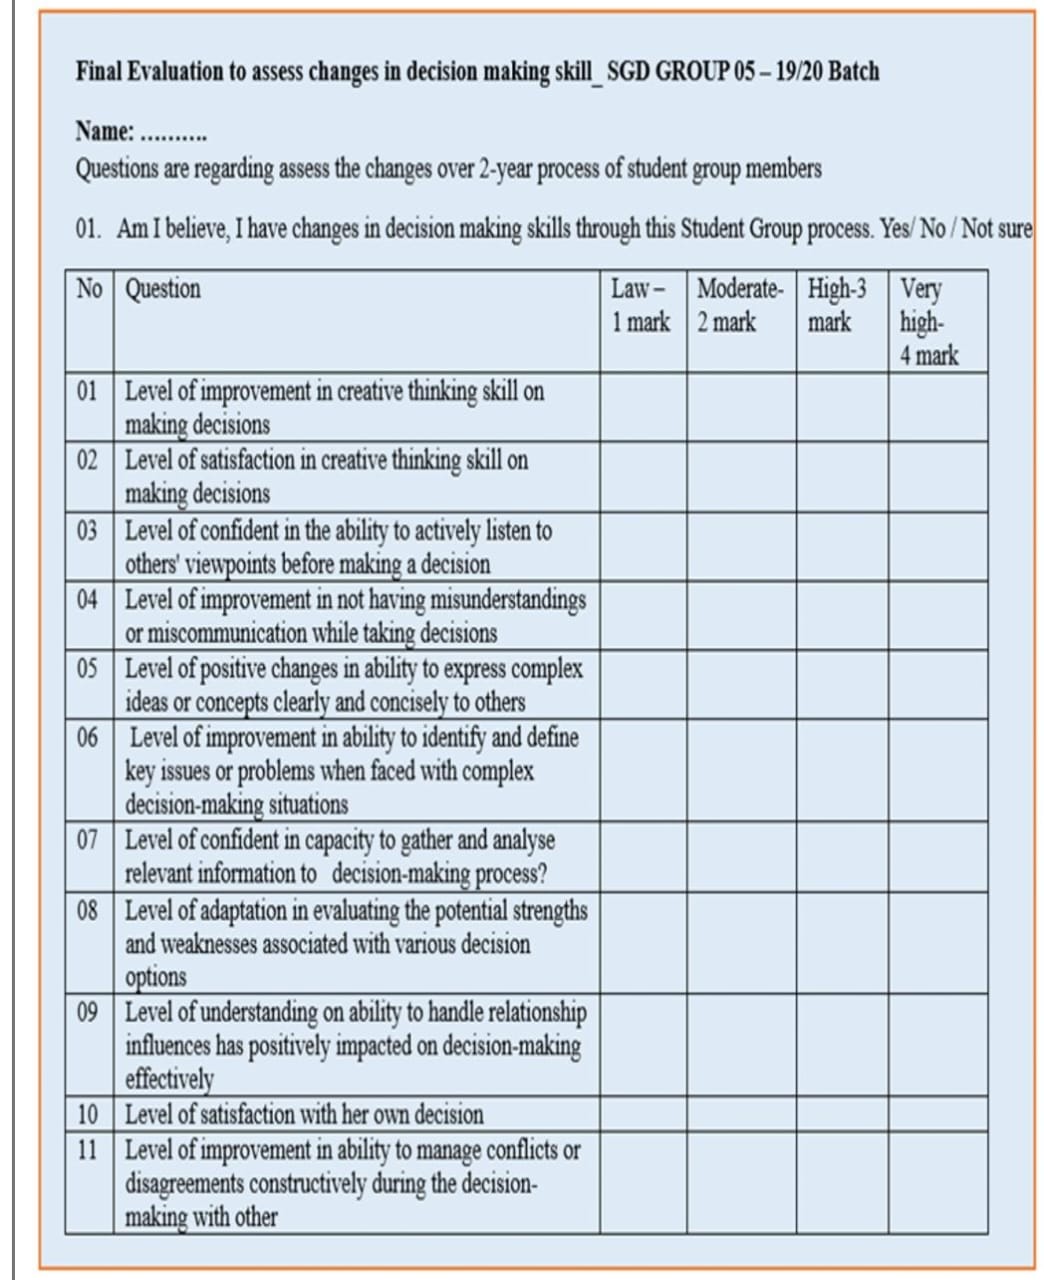 Final Evaluation to assess changes in decision making skill_ SGD GROUP 05 – 19/20 Batch
Name: ..........
Questions are regarding assess the changes over 2-year process of student group members
01. Am I believe, I have changes in decision making skills through this Student Group process. Yes/ No / Not sure
No Question Law – Moderate- High-3 Very
1 mark 2 mark mark high-
4 mark
01 Level of improvement in creative thinking skill on
making decisions
02 Level of satisfaction in creative thinking skill on
making decisions
03 Level of confident in the ability to actively listen to
others' viewpoints before making a decision
04 Level of improvement in not having misunderstandings
or miscommunication while taking decisions
05 Level of positive changes in ability to express complex
ideas or concepts clearly and concisely to others
06 Level of improvement in ability to identify and define
key issues or problems when faced with complex
decision-making situations
07 Level of confident in capacity to gather and analyse
relevant information to decision-making process?
08 Level of adaptation in evaluating the potential strengths
and weaknesses associated with various decision
options
09 Level of understanding on ability to handle relationship
influences has positively impacted on decision-making
effectively
10 Level of satisfaction with her own decision
11 Level of improvement in ability to manage conflicts or
disagreements constructively during the decision-
making with other